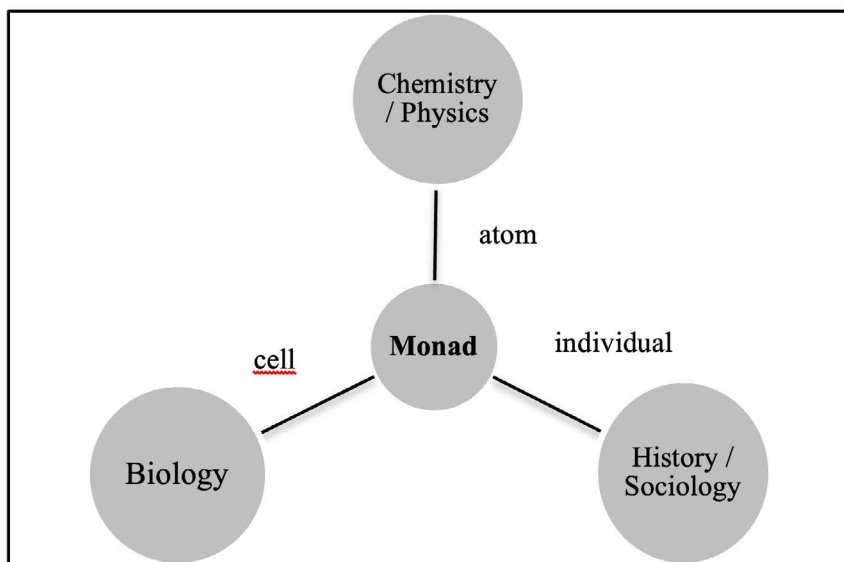 Chemistry
/ Physics
atom
Monad
individual
cell
Biology
History /
Sociology